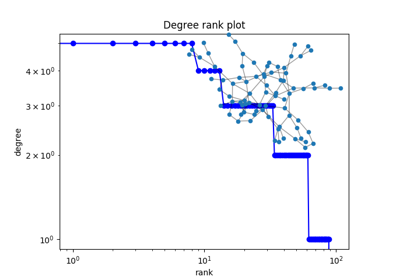 Degree rank plot
degree
4 × 10⁰
3 × 10⁰
2 × 10⁰
10⁰
10⁰
10¹
10²
rank